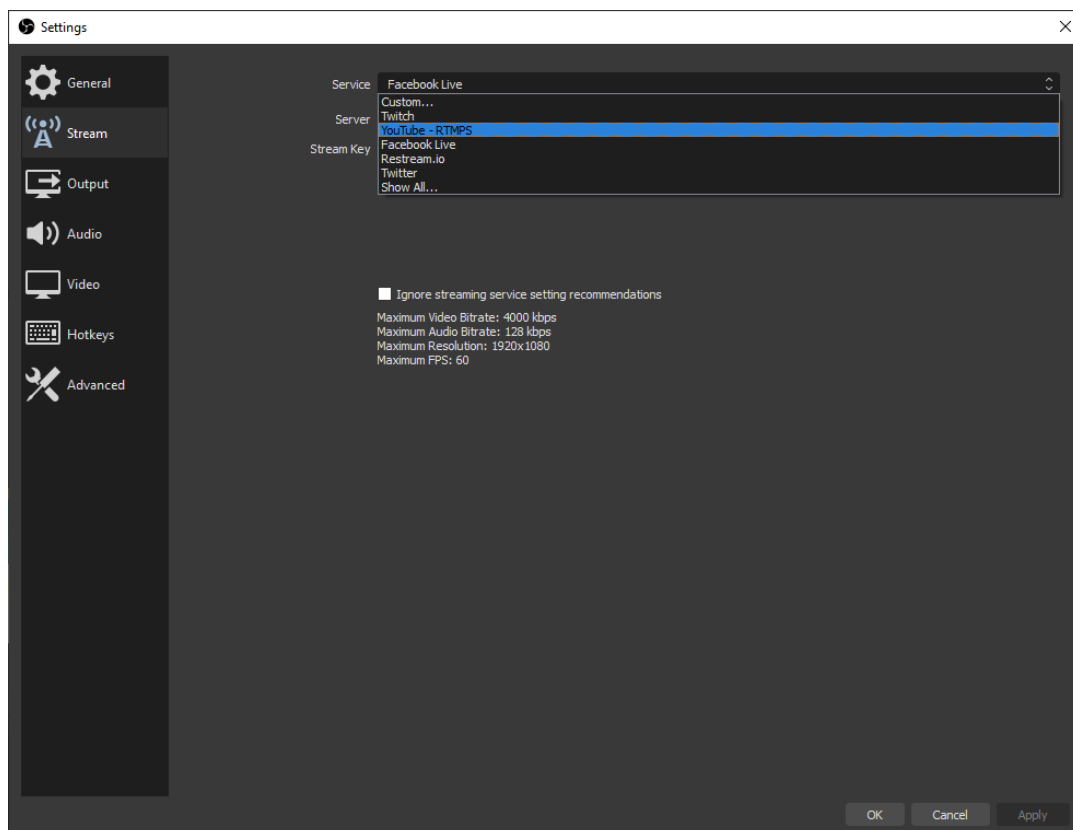 Settings
General
Stream
Output
Audio
Video
Hotkeys
Advanced
Service Facebook Live
Custom...
Server
Twitch
YouTube - RTMPS
Stream Key
Facebook Live
Restream.io
Twitter
Show All...
Ignore streaming service setting recommendations
Maximum Video Bitrate: 4000 kbps
Maximum Audio Bitrate: 128 kbps
Maximum Resolution: 1920x1080
Maximum FPS: 60
OK Cancel Apply